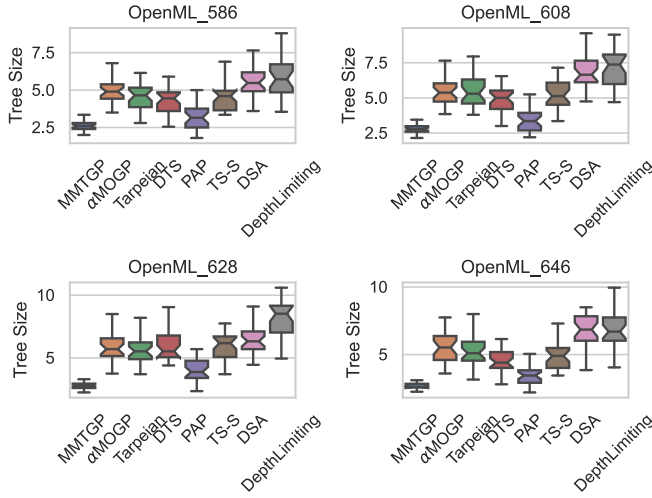 OpenML_586
OpenML_608
Tree Size
7.5
5.0
2.5
Tree Size
7.5
5.0
2.5
MMTGP
αMOGP
Tarpeian
DTS
PAP
TS-S
DSA
DepthLimiting
MMTGP
αMOGP
Tarpeian
DTS
PAP
TS-S
DSA
DepthLimiting
OpenML_628
OpenML_646
Tree Size
10
5
Tree Size
10
5
MMTGP
αMOGP
Tarpeian
DTS
PAP
TS-S
DSA
DepthLimiting
MMTGP
αMOGP
Tarpeian
DTS
PAP
TS-S
DSA
DepthLimiting